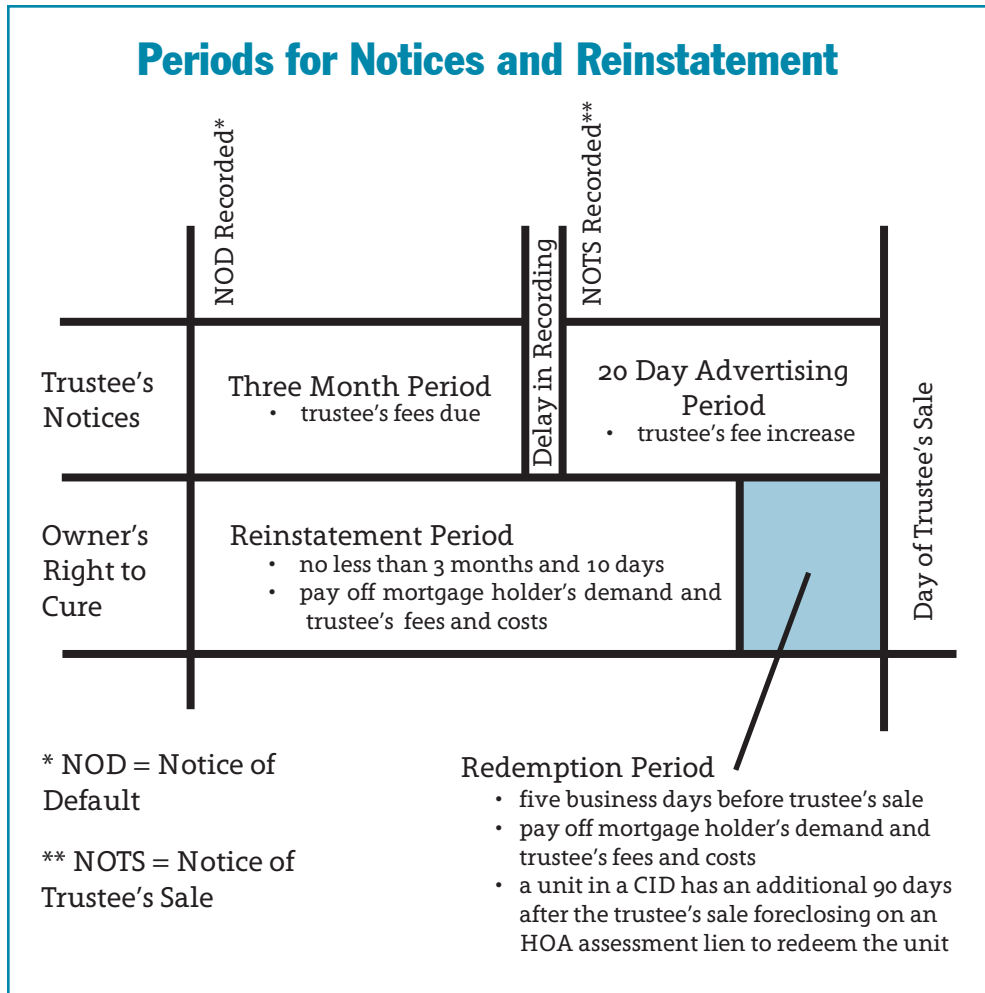 Periods for Notices and Reinstatement
NOD Recorded*
NOTS Recorded**
Delay in Recording
Trustee's
Notices
Three Month Period
• trustee's fees due
20 Day Advertising
Period
• trustee's fee increase
Day of Trustee's Sale
Owner's
Right to
Cure
Reinstatement Period
• no less than 3 months and 10 days
• pay off mortgage holder's demand and
trustee's fees and costs
* NOD = Notice of
Default
** NOTS = Notice of
Trustee's Sale
Redemption Period
• five business days before trustee's sale
• pay off mortgage holder's demand and
trustee's fees and costs
• a unit in a CID has an additional 90 days
after the trustee's sale foreclosing on an
HOA assessment lien to redeem the unit